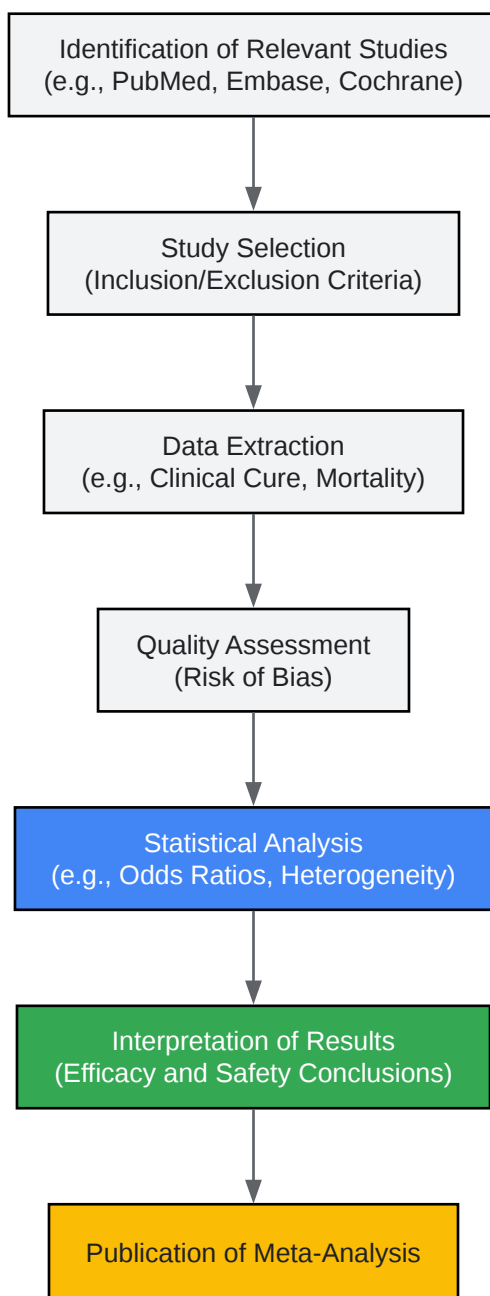 Identification of Relevant Studies
(e.g., PubMed, Embase, Cochrane)
Study Selection
(Inclusion/Exclusion Criteria)
Data Extraction
(e.g., Clinical Cure, Mortality)
Quality Assessment
(Risk of Bias)
Statistical Analysis
(e.g., Odds Ratios, Heterogeneity)
Interpretation of Results
(Efficacy and Safety Conclusions)
Publication of Meta-Analysis